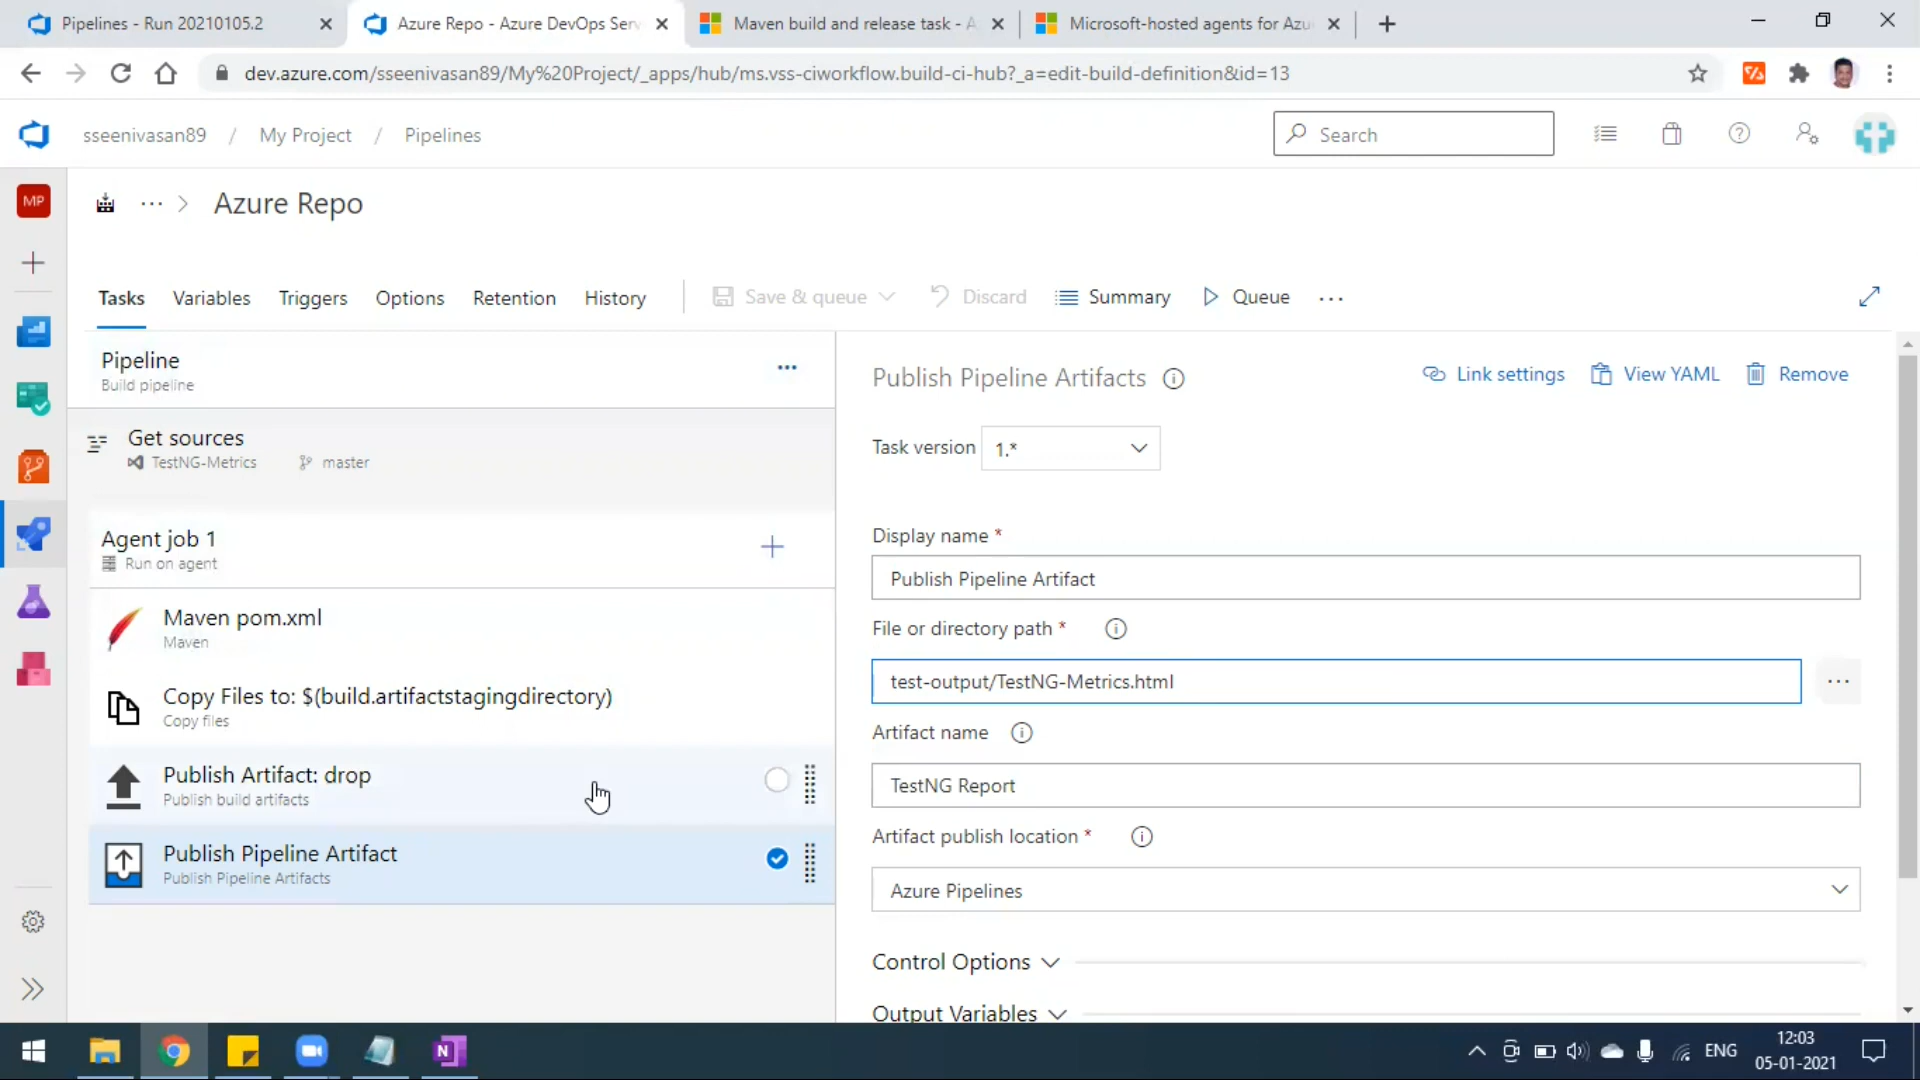 Pipelines - Run 20210105.2
Azure Repo - Azure DevOps Serv
Maven build and release task - A
Microsoft-hosted agents for Azu
dev.azure.com/sseenivasan89/My%20Project/_apps/hub/ms.vss-ciworkflow.build-ci-hub?_a=edit-build-definition&id=13
sseenivasan89 / My Project / Pipelines
Search
MP
... > Azure Repo
Tasks Variables Triggers Options Retention History Save & queue Discard Summary Queue ...
Pipeline
Build pipeline
Get sources
TestNG-Metrics master
Agent job 1
Run on agent
Maven pom.xml
Maven
Copy Files to: $(build.artifactstagingdirectory)
Copy files
Publish Artifact: drop
Publish build artifacts
Publish Pipeline Artifact
Publish Pipeline Artifacts
Publish Pipeline Artifacts
Link settings View YAML Remove
Task version 1.*
Display name *
Publish Pipeline Artifact
File or directory path *
test-output/TestNG-Metrics.html
Artifact name
TestNG Report
Artifact publish location *
Azure Pipelines
Control Options
Output Variables
N
ENG
12:03
05-01-2021